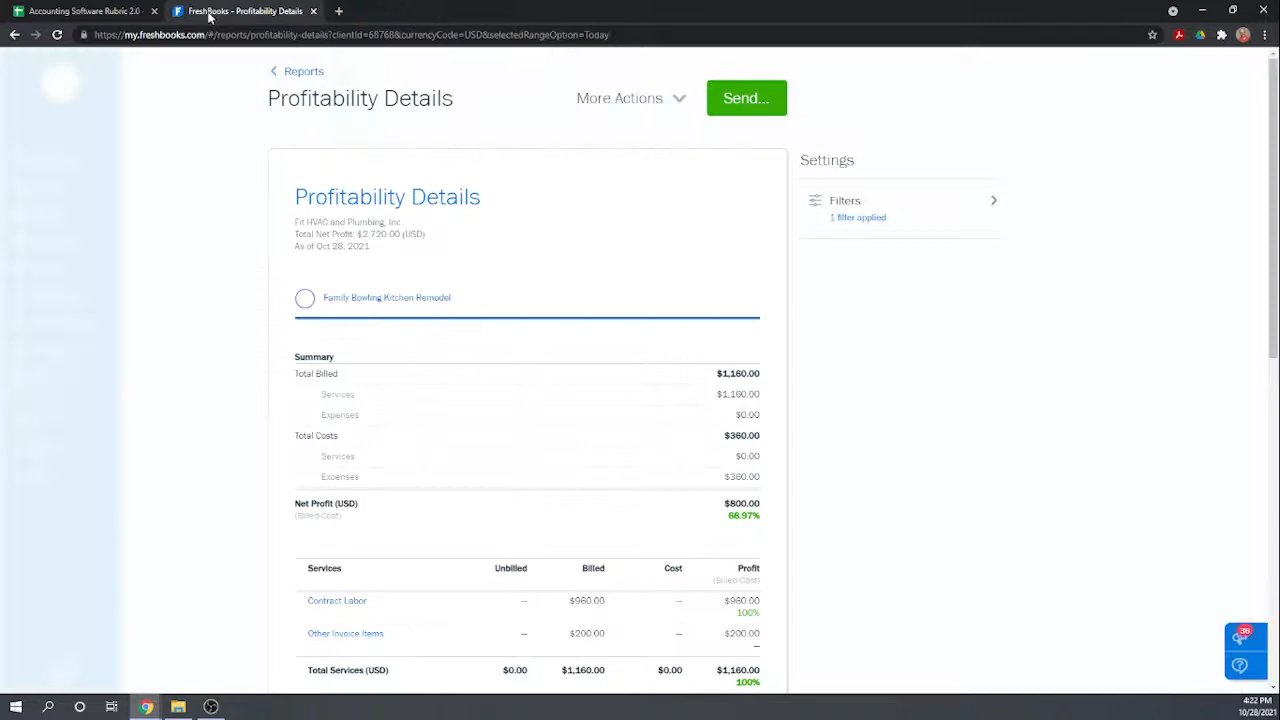 Accounting Software Rubric 2.0
FreshBooks - Profitability Details
https://my.freshbooks.com/#/reports/profitability-details?clientId=68768&currencyCode=USD&selectedRangeOption=Today
Reports
Profitability Details
More Actions
Send...
Settings
Filters
1 filter applied
Profitability Details
Fit HVAC and Plumbing, Inc.
Total Net Profit: $2,720.00 (USD)
As of Oct 28, 2021
Family Bowling Kitchen Remodel
Summary
Total Billed $1,160.00
Services $1,160.00
Expenses $0.00
Total Costs $360.00
Services $0.00
Expenses $360.00
Net Profit (USD) $800.00
(Billed-Cost) 68.97%
Services Unbilled Billed Cost Profit
(Billed-Cost)
Contract Labor — $960.00 — $960.00
100%
Other Invoice Items — $200.00 — $200.00
—
Total Services (USD) $0.00 $1,160.00 $0.00 $1,160.00
100%
36
4:22 PM
10/28/2021